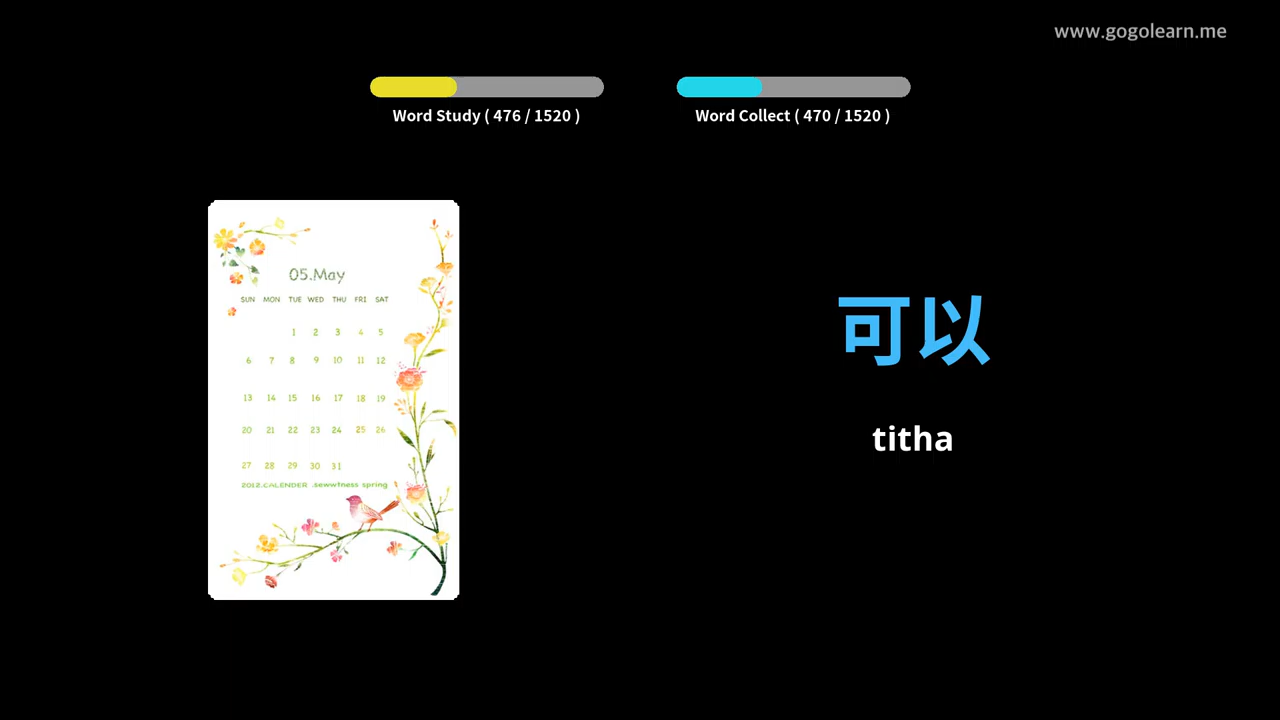 www.gogolearn.me
Word Study ( 476 / 1520 )
Word Collect ( 470 / 1520 )
05.May
SUN MON TUE WED THU FRI SAT
1 2 3 4 5
6 7 8 9 10 11 12
13 14 15 16 17 18 19
20 21 22 23 24 25 26
27 28 29 30 31
2012.CALENDER .sewwtness spring
可以
titha